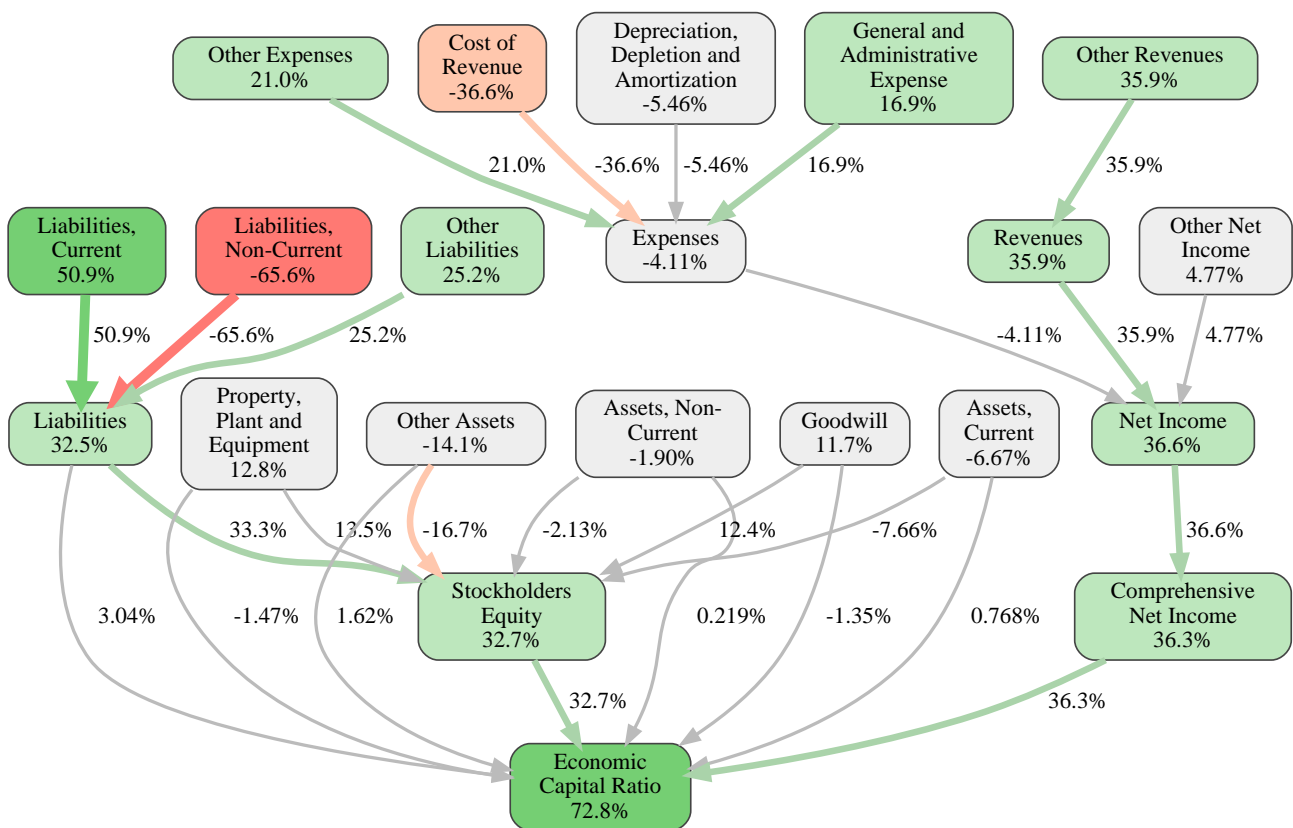 Other Expenses
21.0%
Cost of
Revenue
-36.6%
Depreciation,
Depletion and
Amortization
-5.46%
General and
Administrative
Expense
16.9%
Other Revenues
35.9%
21.0%
-36.6%
-5.46%
16.9%
35.9%
Liabilities,
Current
50.9%
Liabilities,
Non-Current
-65.6%
Other
Liabilities
25.2%
Expenses
-4.11%
Revenues
35.9%
Other Net
Income
4.77%
50.9%
-65.6%
25.2%
-4.11%
35.9%
4.77%
Liabilities
32.5%
Property,
Plant and
Equipment
12.8%
Other Assets
-14.1%
Assets, Non-
Current
-1.90%
Goodwill
11.7%
Assets,
Current
-6.67%
Net Income
36.6%
33.3%
13.5%
-16.7%
-2.13%
12.4%
-7.66%
36.6%
Stockholders
Equity
32.7%
Comprehensive
Net Income
36.3%
3.04%
-1.47%
1.62%
0.219%
-1.35%
0.768%
32.7%
36.3%
Economic
Capital Ratio
72.8%